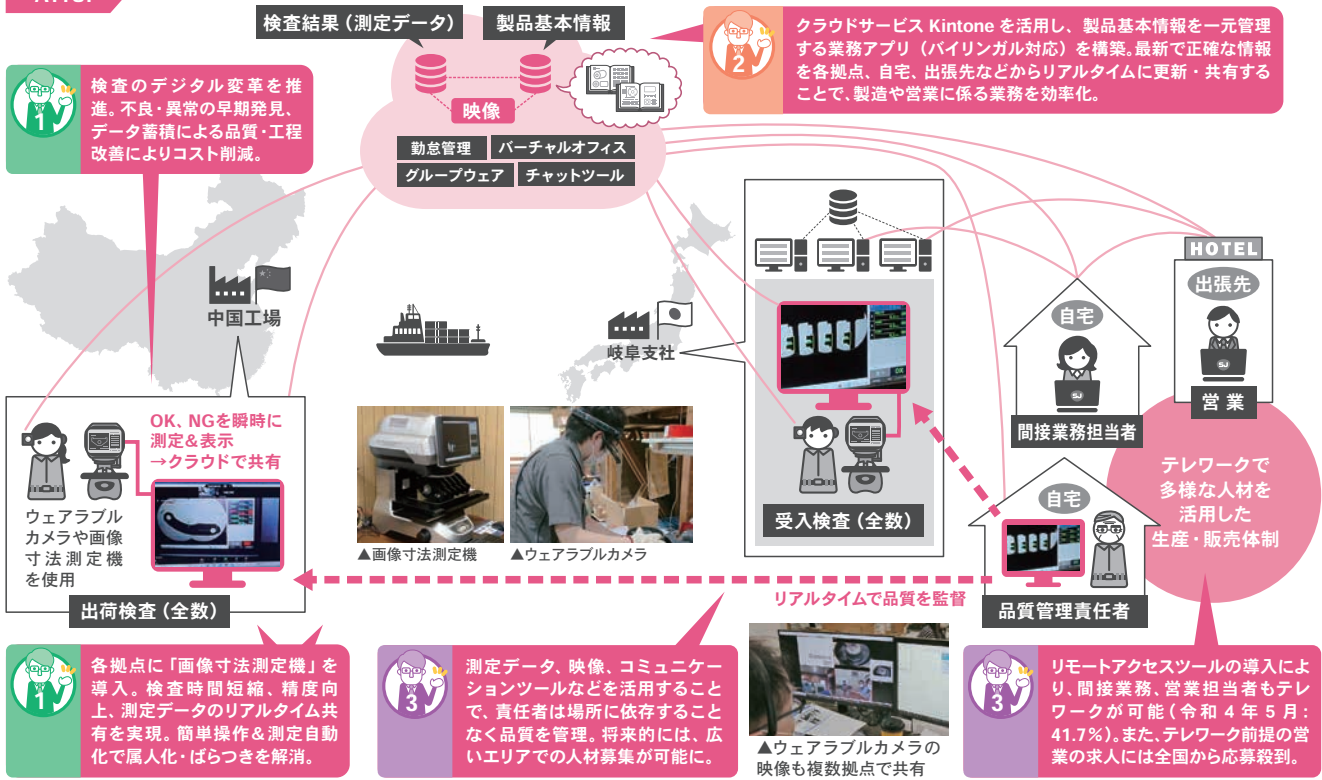 After
検査結果（測定データ）
製品基本情報
映像
勤怠管理
バーチャルオフィス
グループウェア
チャットツール
1
検査のデジタル変革を推
進。不良・異常の早期発見、
データ蓄積による品質・工程
改善によりコスト削減。
2
クラウドサービス Kintone を活用し、製品基本情報を一元管理
する業務アプリ（バイリンガル対応）を構築。最新で正確な情報
を各拠点、自宅、出張先などからリアルタイムに更新・共有する
ことで、製造や営業に係る業務を効率化。
中国工場
岐阜支社
HOTEL
出張先
SJ
営業
自宅
SJ
間接業務担当者
OK、NGを瞬時に
測定＆表示
→クラウドで共有
ウェアラブル
カメラや画像
寸法測定機
を使用
出荷検査（全数）
▲画像寸法測定機
▲ウェアラブルカメラ
OK
受入検査（全数）
テレワークで
多様な人材を
活用した
生産・販売体制
自宅
品質管理責任者
リアルタイムで品質を監督
1
各拠点に「画像寸法測定機」を
導入。検査時間短縮、精度向
上、測定データのリアルタイム共
有を実現。簡単操作＆測定自動
化で属人化・ばらつきを解消。
3
測定データ、映像、コミュニケー
ションツールなどを活用すること
で、責任者は場所に依存すること
なく品質を管理。将来的には、広
いエリアでの人材募集が可能に。
▲ウェアラブルカメラの
映像も複数拠点で共有
3
リモートアクセスツールの導入によ
り、間接業務、営業担当者もテレ
ワークが可能（令和４年５月：
41.7％）。また、テレワーク前提の営
業の求人には全国から応募殺到。